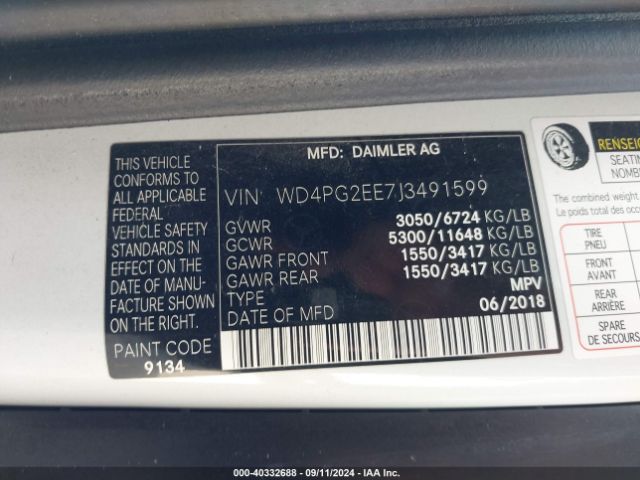 THIS VEHICLE
CONFORMS TO
ALL APPLICABLE
FEDERAL
VEHICLE SAFETY
STANDARDS IN
EFFECT ON THE
DATE OF MANU-
FACTURE SHOWN
ON THE RIGHT.
PAINT CODE
9134
MFD: DAIMLER AG
VIN WD4PG2EE7J3491599
GVWR 3050/6724 KG/LB
GCWR 5300/11648 KG/LB
GAWR FRONT 1550/3417 KG/LB
GAWR REAR 1550/3417 KG/LB
TYPE MPV
DATE OF MFD 06/2018
RENSEIG
SEATIN
NOMB
The combined weight
Le poids total des
TIRE
PNEU
FRONT
AVANT
REAR
ARRIÈRE
SPARE
DE SECOURS
© COPART - 40332688 - 09/11/2024 - IAA Inc.